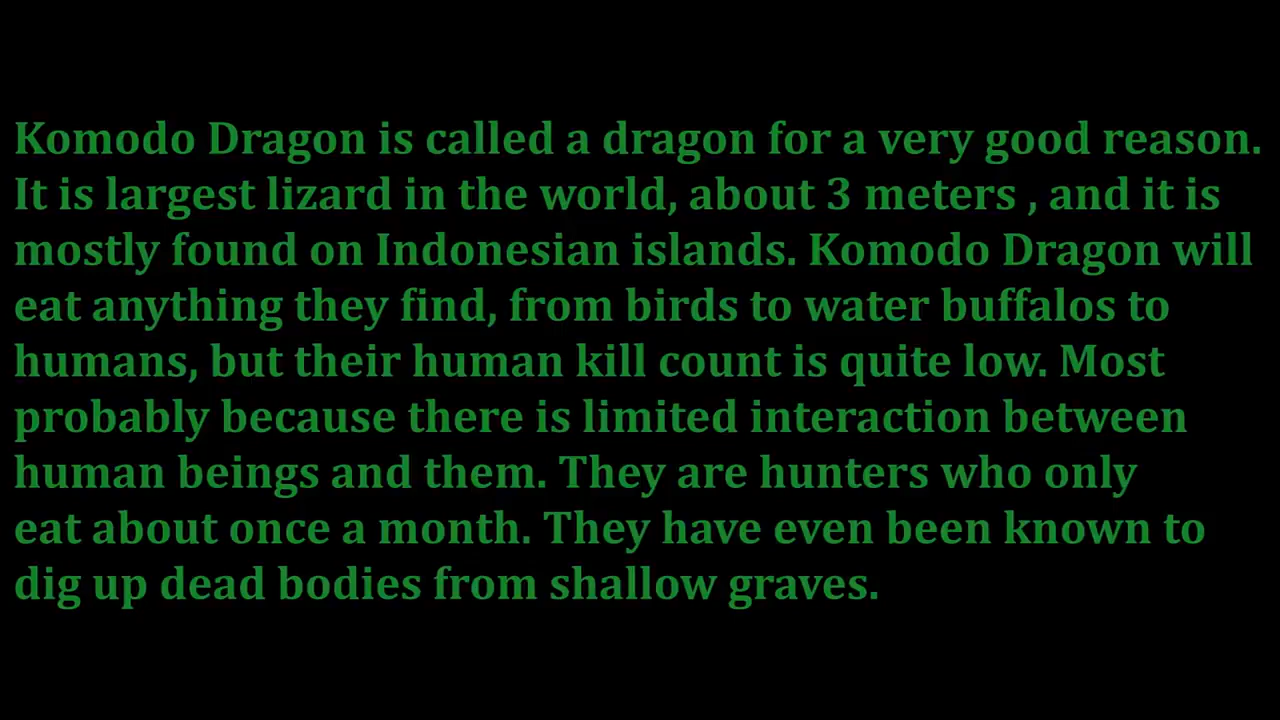 Komodo Dragon is called a dragon for a very good reason.
It is largest lizard in the world, about 3 meters , and it is
mostly found on Indonesian islands. Komodo Dragon will
eat anything they find, from birds to water buffalos to
humans, but their human kill count is quite low. Most
probably because there is limited interaction between
human beings and them. They are hunters who only
eat about once a month. They have even been known to
dig up dead bodies from shallow graves.